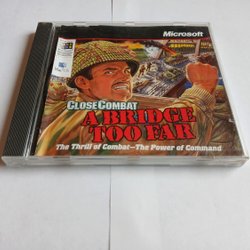 Microsoft
CLOSE COMBAT
A BRIDGE
TOO FAR
The Thrill of Combat—The Power of Command